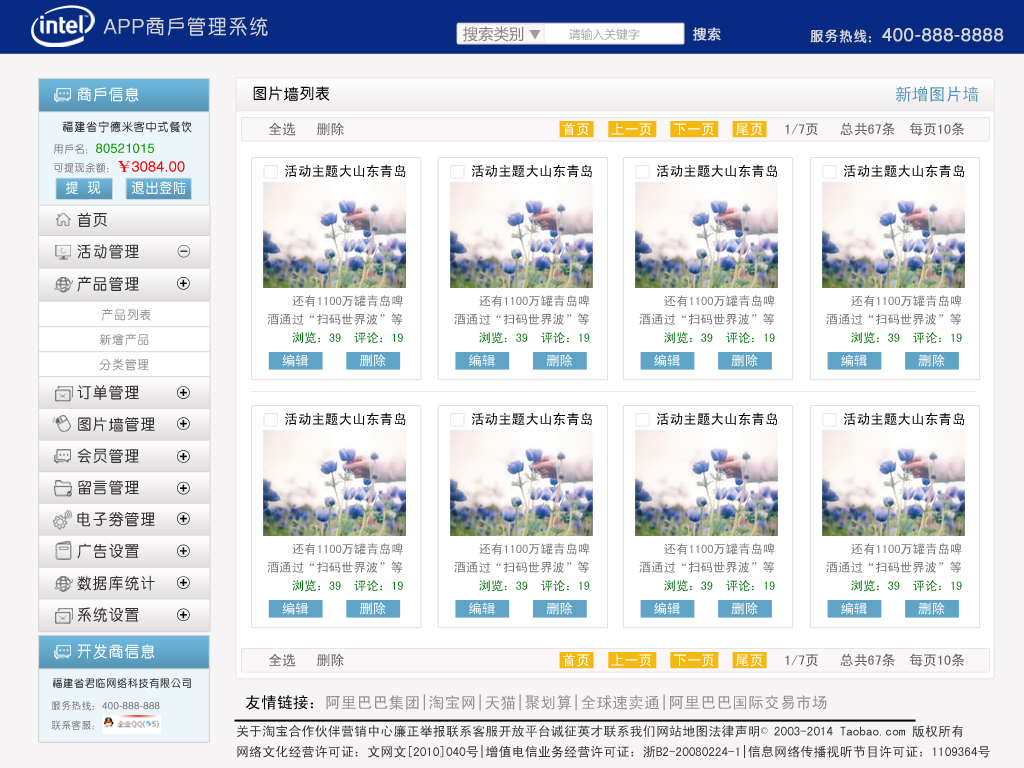 intel APP商戶管理系统
搜索类别▼ 请输入关键字 搜索
服务热线：400-888-8888
商戶信息
福建省宁德米客中式餐饮
用戶名：80521015
可提现余额：￥3084.00
提 现 退出登陆
首页
活动管理
产品管理
产品列表
新增产品
分类管理
订单管理
图片墙管理
会员管理
留言管理
电子券管理
广告设置
数据库统计
系统设置
开发商信息
福建省君临网络科技有限公司
服务热线：400-888-888
联系客服：企业QQ
图片墙列表 新增图片墙
全选 删除 首页 上一页 下一页 尾页 1/7页 总共67条 每页10条
活动主题大山东青岛 活动主题大山东青岛 活动主题大山东青岛 活动主题大山东青岛
还有1100万罐青岛啤 还有1100万罐青岛啤 还有1100万罐青岛啤 还有1100万罐青岛啤
酒通过“扫码世界波”等 酒通过“扫码世界波”等 酒通过“扫码世界波”等 酒通过“扫码世界波”等
浏览：39 评论：19 浏览：39 评论：19 浏览：39 评论：19 浏览：39 评论：19
编辑 删除 编辑 删除 编辑 删除 编辑 删除
活动主题大山东青岛 活动主题大山东青岛 活动主题大山东青岛 活动主题大山东青岛
还有1100万罐青岛啤 还有1100万罐青岛啤 还有1100万罐青岛啤 还有1100万罐青岛啤
酒通过“扫码世界波”等 酒通过“扫码世界波”等 酒通过“扫码世界波”等 酒通过“扫码世界波”等
浏览：39 评论：19 浏览：39 评论：19 浏览：39 评论：19 浏览：39 评论：19
编辑 删除 编辑 删除 编辑 删除 编辑 删除
全选 删除 首页 上一页 下一页 尾页 1/7页 总共67条 每页10条
友情链接：阿里巴巴集团|淘宝网|天猫|聚划算|全球速卖通|阿里巴巴国际交易市场
关于淘宝合作伙伴营销中心廉正举报联系客服开放平台诚征英才联系我们网站地图法律声明© 2003-2014 Taobao.com 版权所有
网络文化经营许可证：文网文[2010]040号|增值电信业务经营许可证：浙B2-20080224-1|信息网络传播视听节目许可证：1109364号